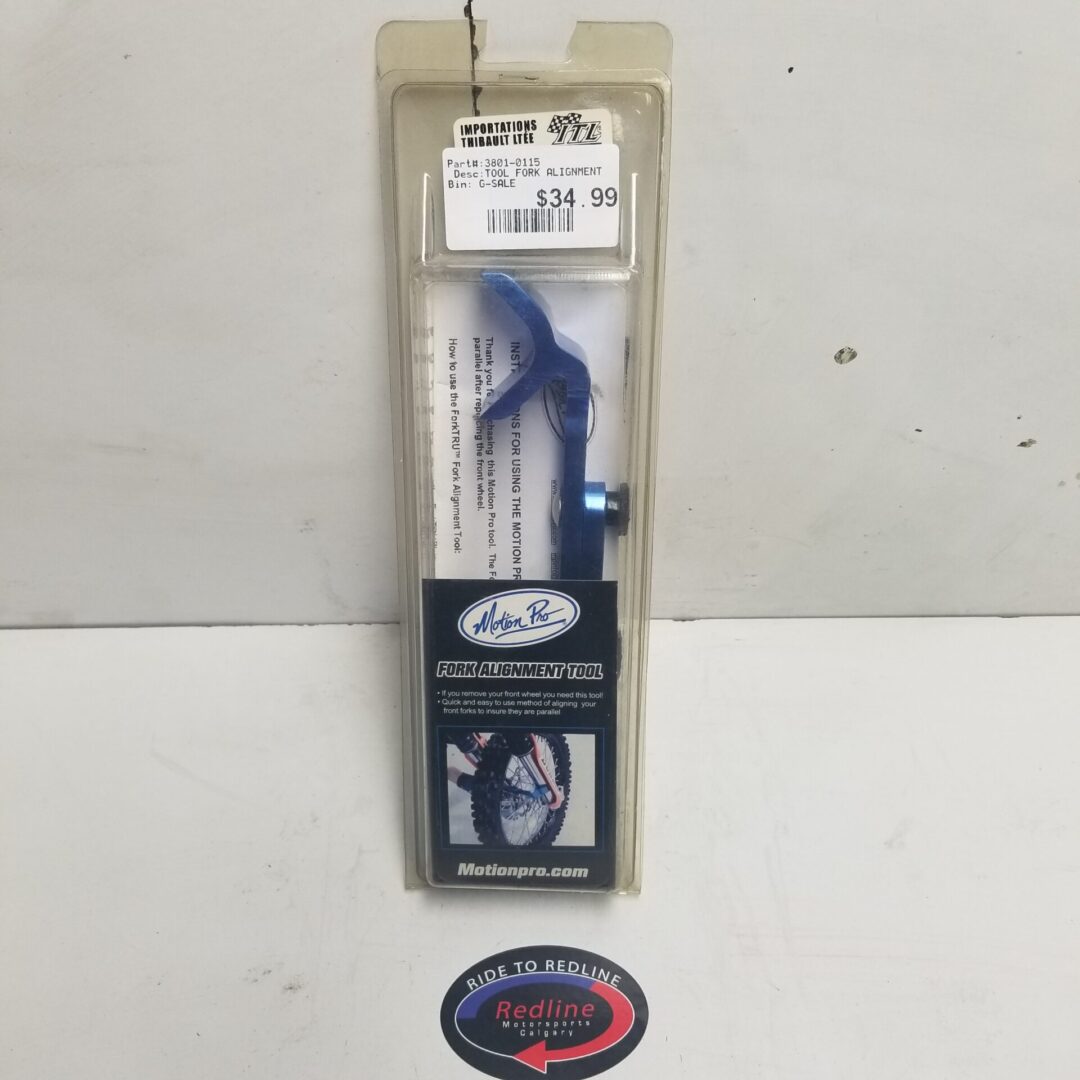 IMPORTATIONS
THIBAULT LTÉE
ITL
Part#:3801-0115
Desc:TOOL FORK ALIGNMENT
Bin: G-SALE
$34.99
NS FOR USING THE MOTION PR
Thank you chasing this Motion Pro tool. The
parallel after the front wheel.
How to use the ForkTRU™ Fork Alignment Tool:
Motion Pro
FORK ALIGNMENT TOOL
• If you remove your front wheel you need this tool!
• Quick and easy to use method of aligning your
front forks to insure they are parallel
Motionpro.com
RIDE TO REDLINE
Redline
Motorsports
Calgary